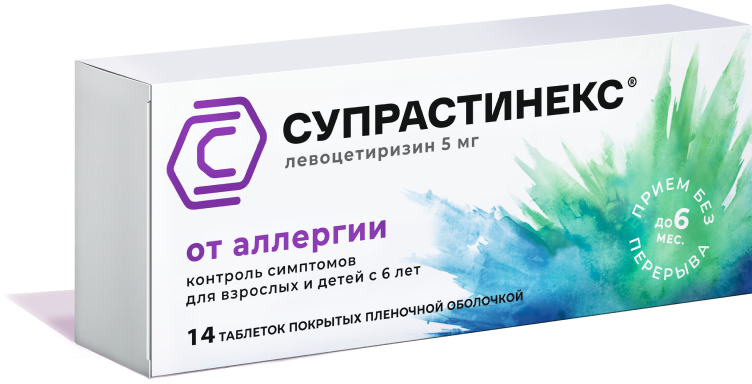 СУПРАСТИНЕКС®
левоцетиризин 5 мг
от аллергии
контроль симптомов
для взрослых и детей с 6 лет
14 ТАБЛЕТОК ПОКРЫТЫХ ПЛЕНОЧНОЙ ОБОЛОЧКОЙ
ПРИЕМ БЕЗ
ДО 6
МЕС.
ПЕРЕРЫВА